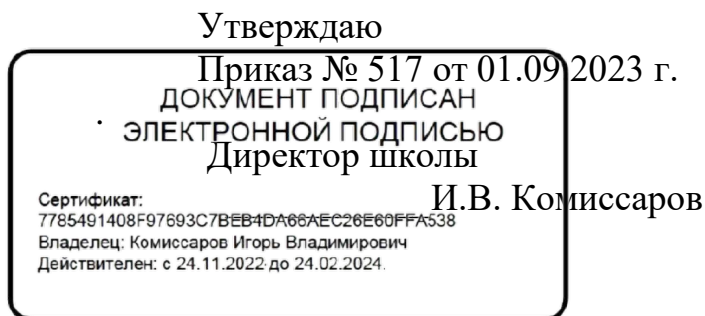 Утверждаю
Приказ № 517 от 01.09.2023 г.
ДОКУМЕНТ ПОДПИСАН
ЭЛЕКТРОННОЙ ПОДПИСЬЮ
Директор школы
И.В. Комиссаров
Сертификат:
7785491408F97693C7BEB4DA66AEC26E60FFA538
Владелец: Комиссаров Игорь Владимирович
Действителен: с 24.11.2022 до 24.02.2024